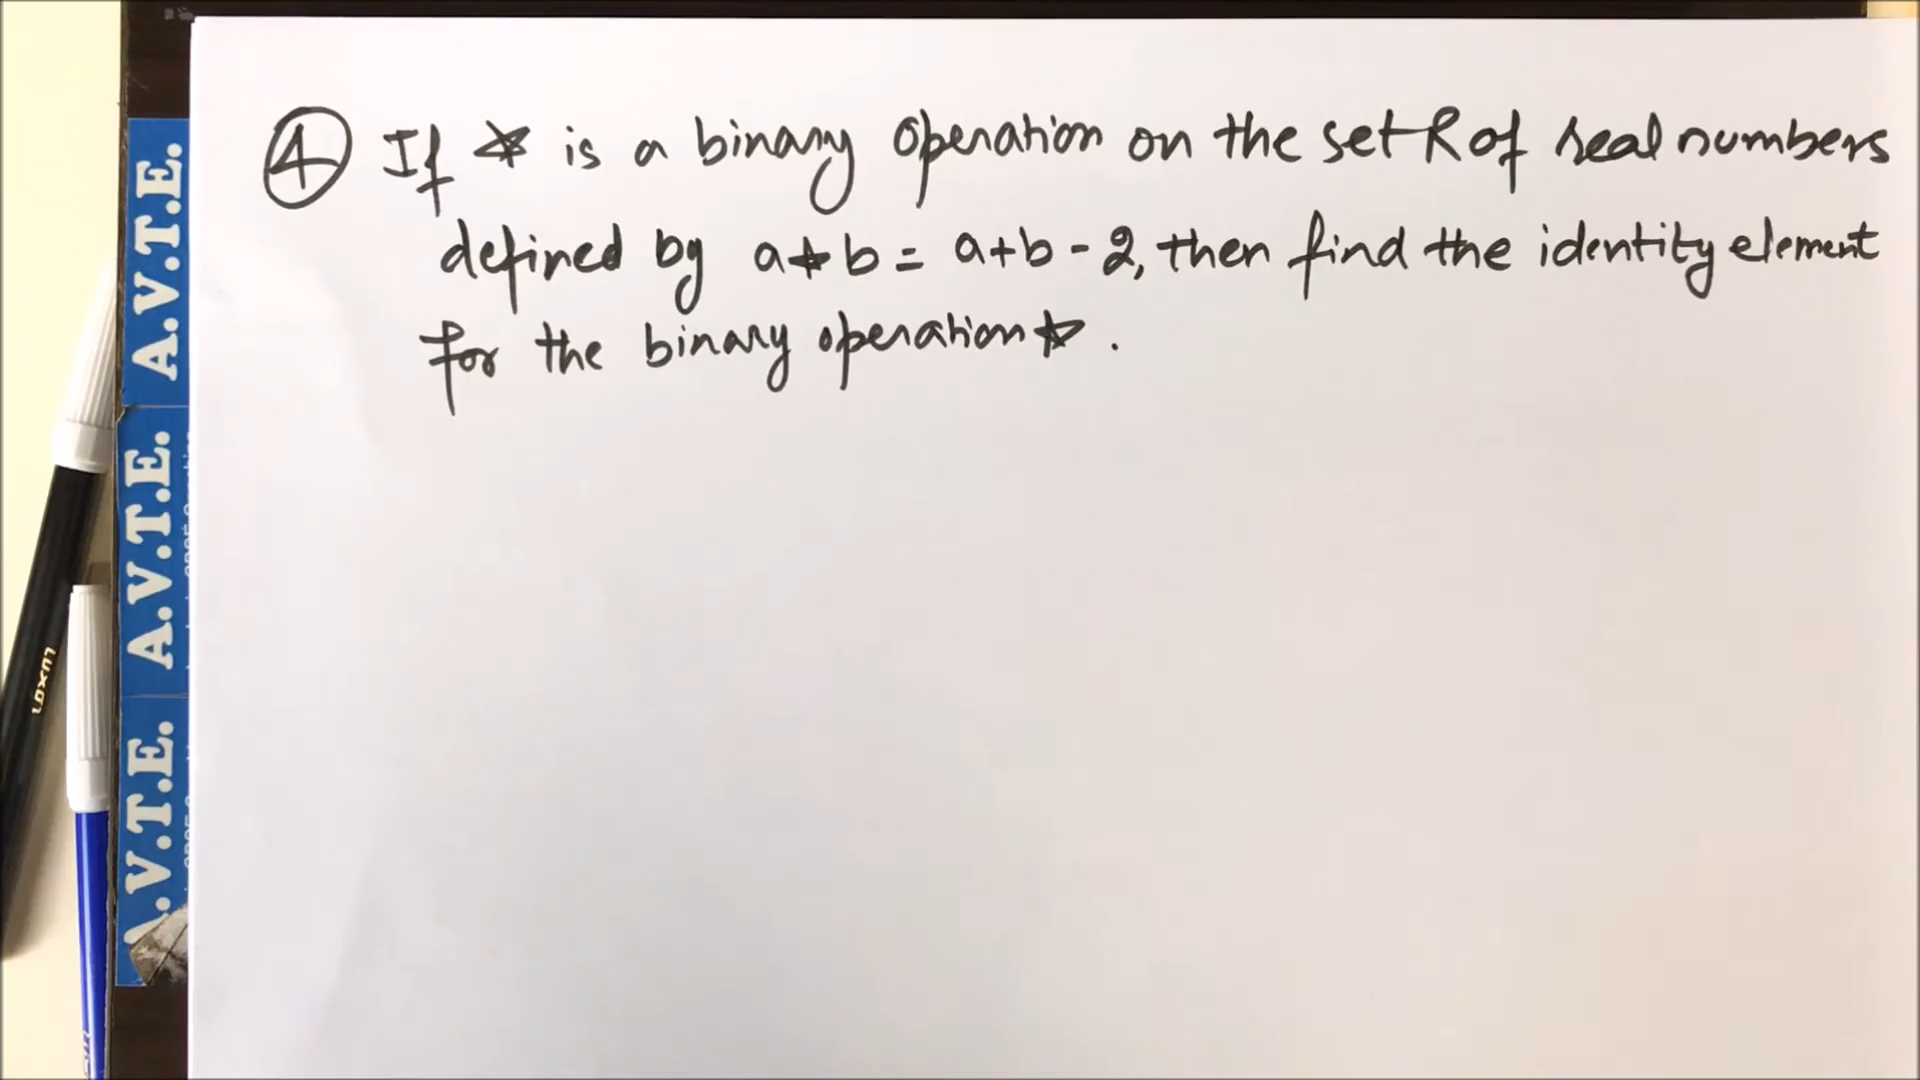 ④ If ☆ is a binary operation on the set R of real numbers
defined by a☆b = a+b-2, then find the identity element
for the binary operation ☆ .
A.V.T.E.
A.V.T.E.
A.V.T.E.
Luxor